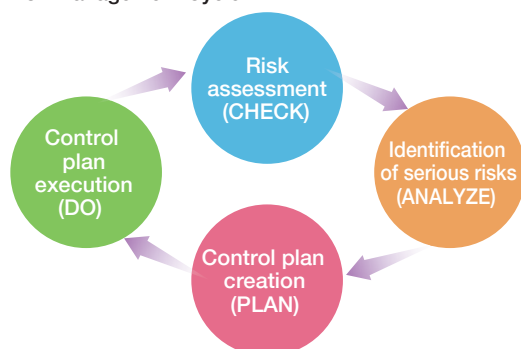 Risk
assessment
(CHECK)
Identification
of serious risks
(ANALYZE)
Control plan
creation
(PLAN)
Control
plan
execution
(DO)